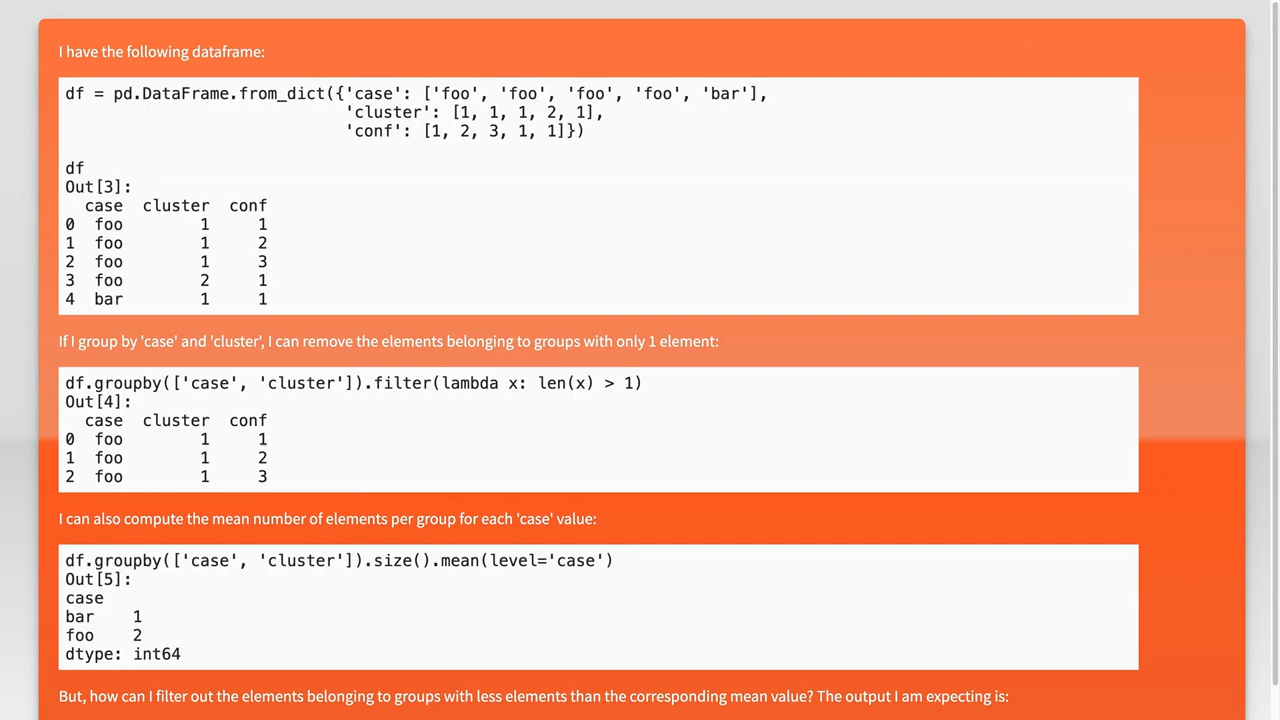 I have the following dataframe:
df = pd.DataFrame.from_dict({'case': ['foo', 'foo', 'foo', 'foo', 'bar'],
                             'cluster': [1, 1, 1, 2, 1],
                             'conf': [1, 2, 3, 1, 1]})
df
Out[3]:
  case  cluster  conf
0  foo        1     1
1  foo        1     2
2  foo        1     3
3  foo        2     1
4  bar        1     1
If I group by 'case' and 'cluster', I can remove the elements belonging to groups with only 1 element:
df.groupby(['case', 'cluster']).filter(lambda x: len(x) > 1)
Out[4]:
  case  cluster  conf
0  foo        1     1
1  foo        1     2
2  foo        1     3
I can also compute the mean number of elements per group for each 'case' value:
df.groupby(['case', 'cluster']).size().mean(level='case')
Out[5]:
case
bar    1
foo    2
dtype: int64
But, how can I filter out the elements belonging to groups with less elements than the corresponding mean value? The output I am expecting is: